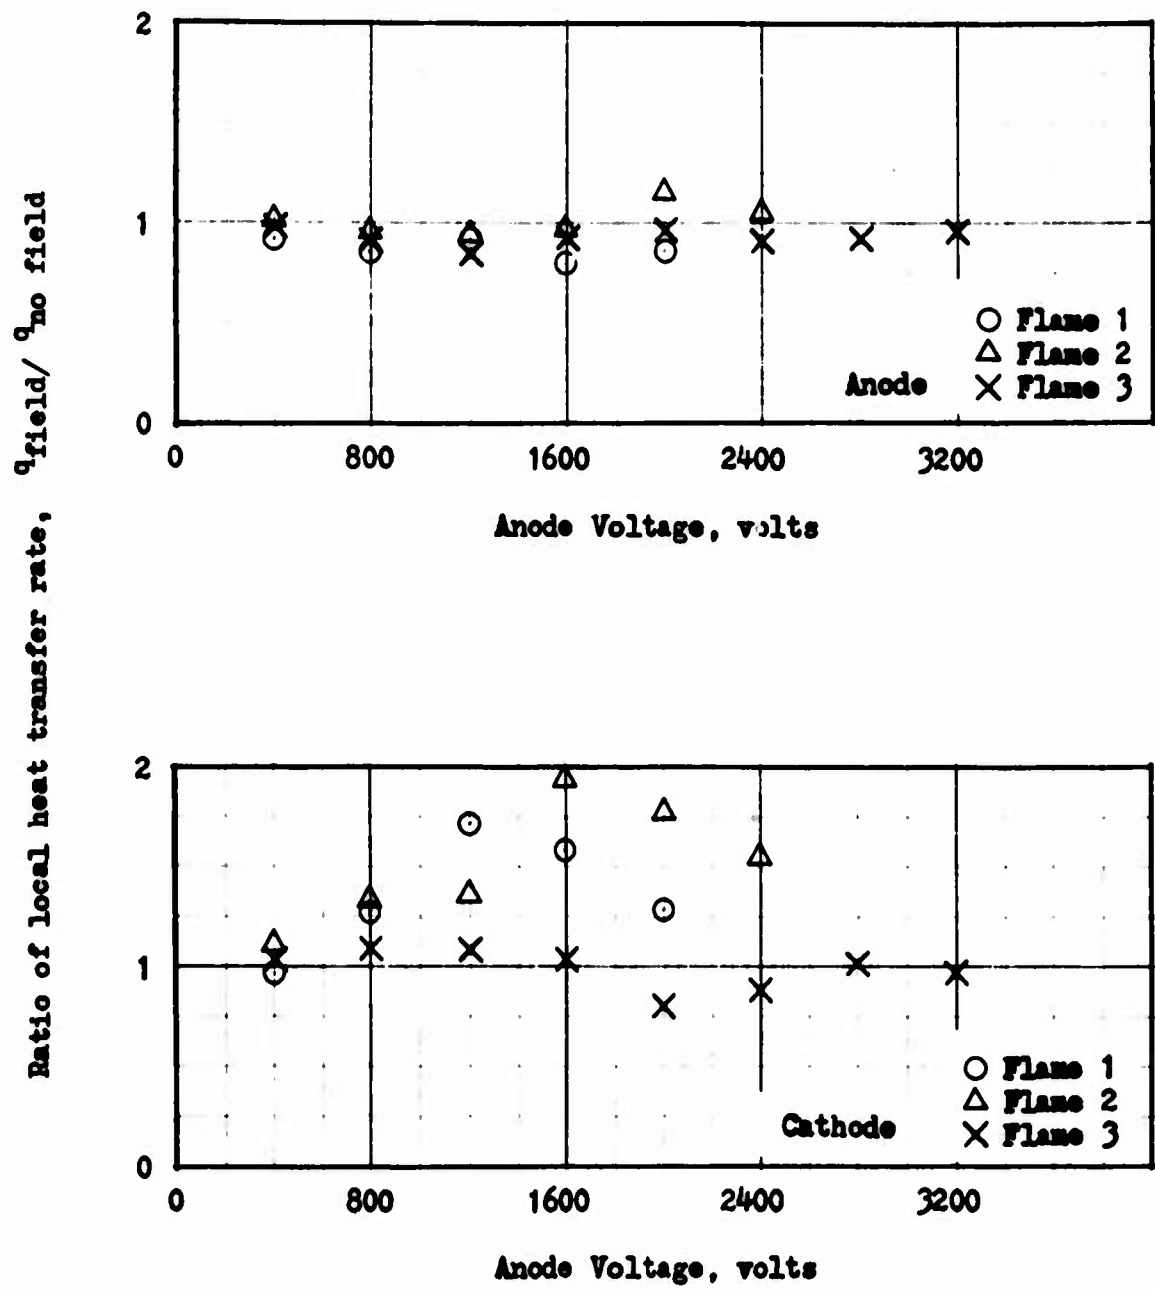 Ratio of local heat transfer rate, qfield/ qno field
2
1
0
0 800 1600 2400 3200
Anode Voltage, volts
Anode
Flame 1
Flame 2
Flame 3
2
1
0
0 800 1600 2400 3200
Anode Voltage, volts
Cathode
Flame 1
Flame 2
Flame 3